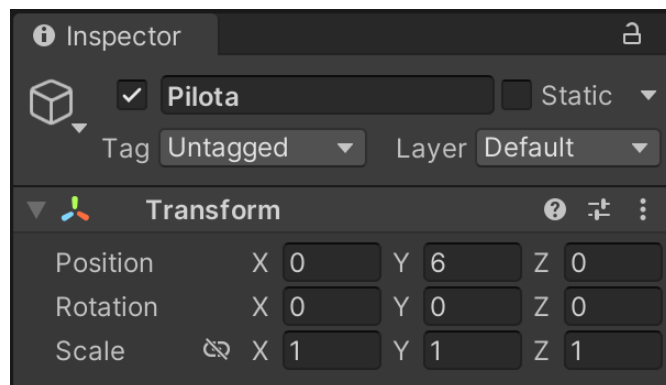 Inspector
Pilota Static
Tag Untagged Layer Default
Transform
Position X 0 Y 6 Z 0
Rotation X 0 Y 0 Z 0
Scale X 1 Y 1 Z 1